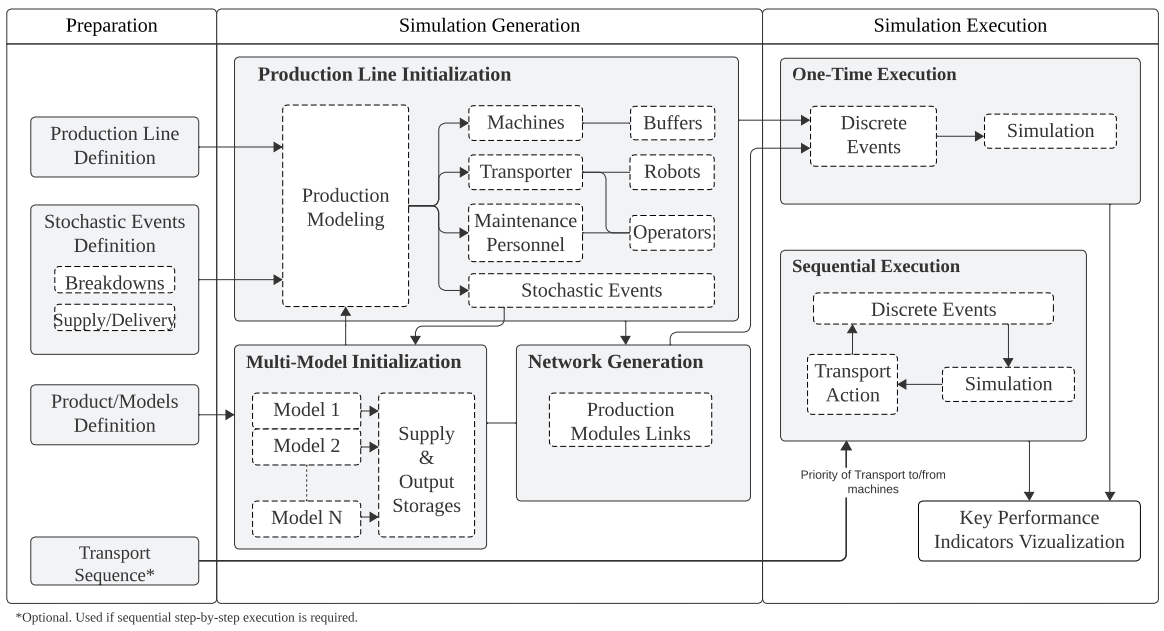 Preparation
Simulation Generation
Simulation Execution
Production Line
Definition
Stochastic Events
Definition
Breakdowns
Supply/Delivery
Product/Models
Definition
Transport
Sequence*
Production Line Initialization
Production
Modeling
Machines
Buffers
Transporter
Robots
Maintenance
Personnel
Operators
Stochastic Events
Multi-Model Initialization
Model 1
Model 2
Model N
Supply
&
Output
Storages
Network Generation
Production
Modules Links
One-Time Execution
Discrete
Events
Simulation
Sequential Execution
Discrete Events
Transport
Action
Simulation
Priority of Transport to/from
machines
Key Performance
Indicators Vizualization
*Optional. Used if sequential step-by-step execution is required.